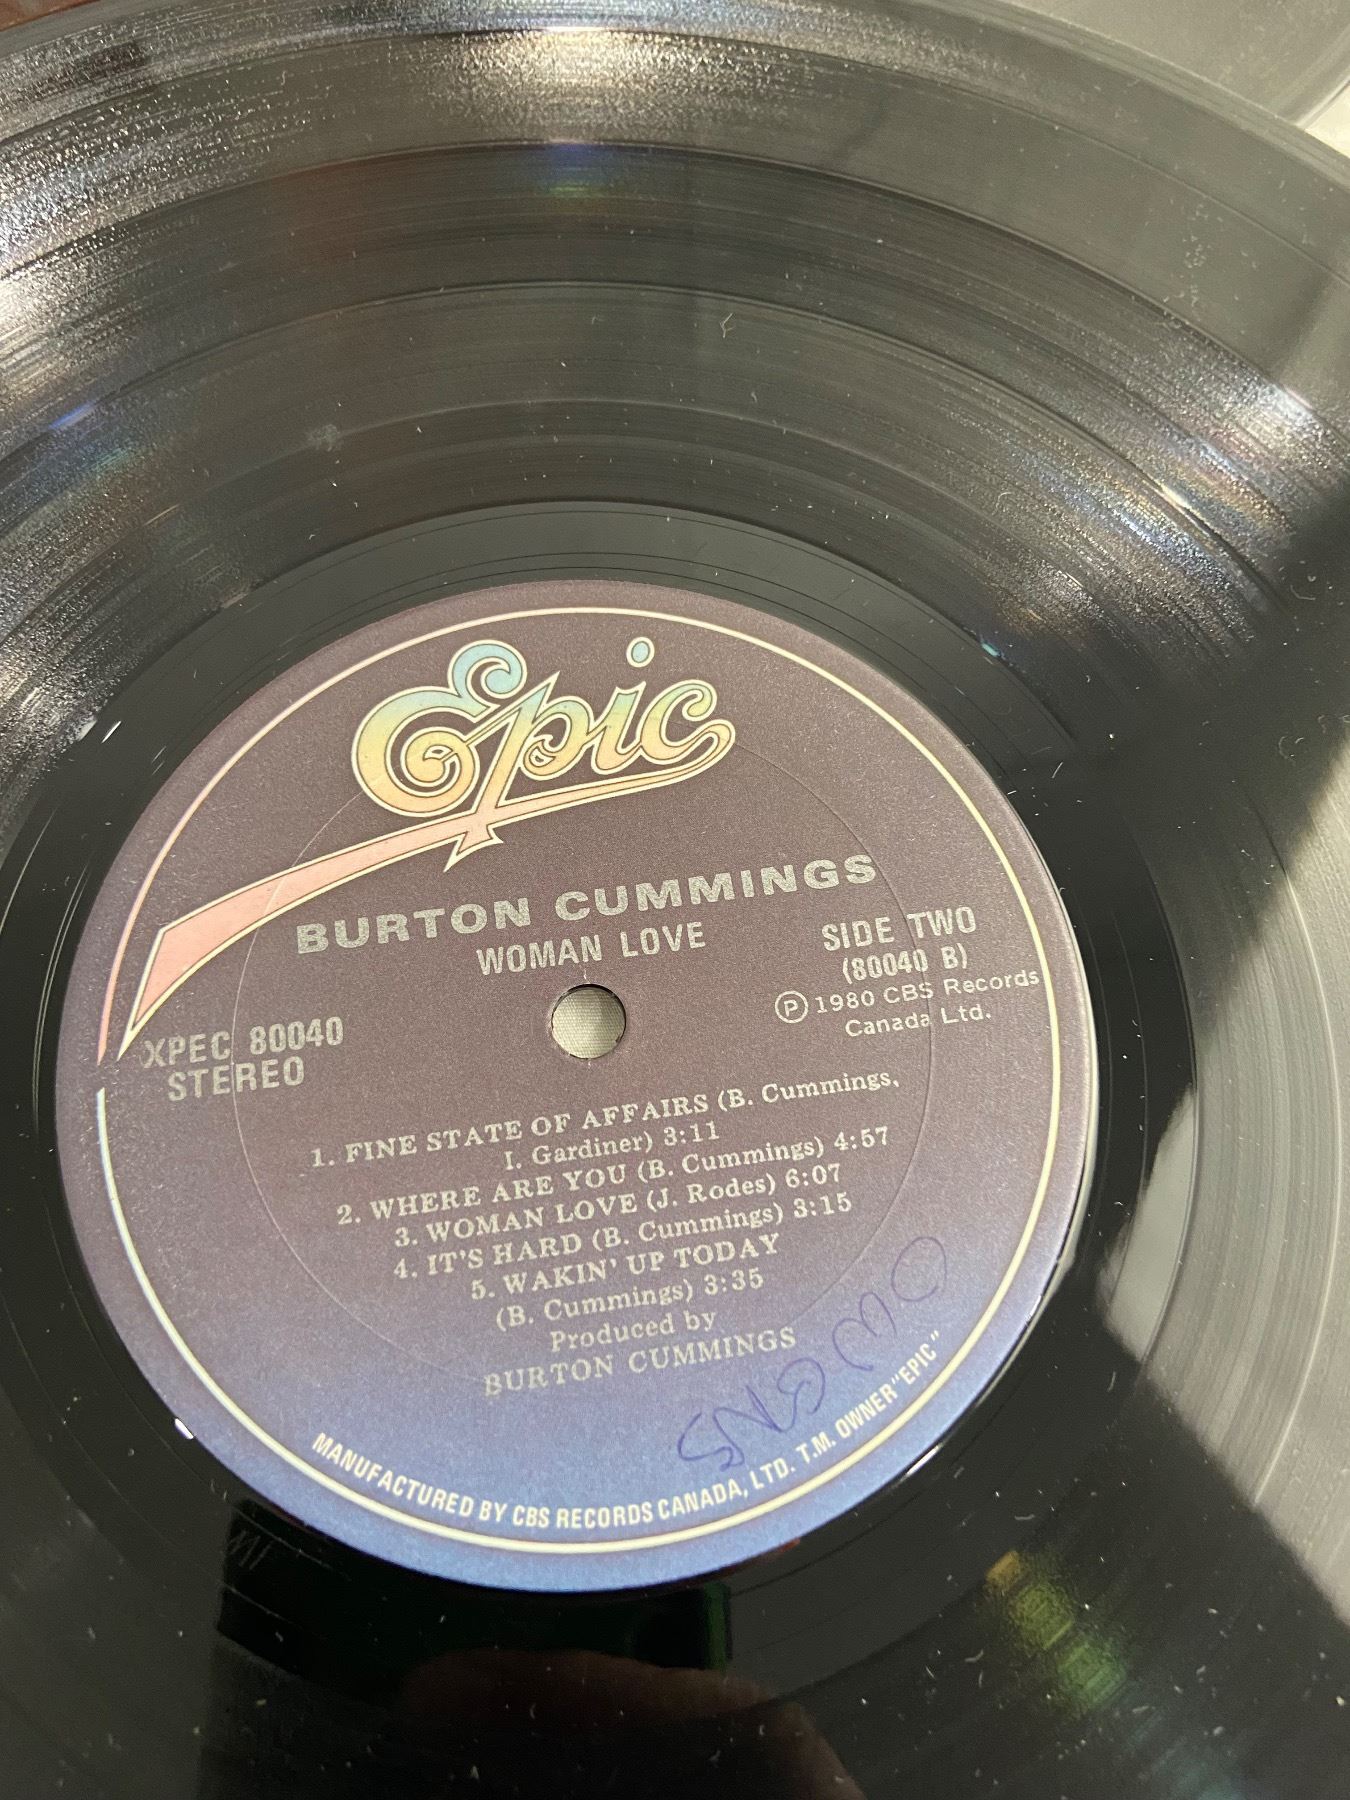 Epic
BURTON CUMMINGS
WOMAN LOVE
SIDE TWO
(80040 B)
Ⓟ 1980 CBS Records
Canada Ltd.
XPEC 80040
STEREO
1. FINE STATE OF AFFAIRS (B. Cummings,
I. Gardiner) 3:11
2. WHERE ARE YOU (B. Cummings) 4:57
3. WOMAN LOVE (J. Rodes) 6:07
4. IT'S HARD (B. Cummings) 3:15
5. WAKIN' UP TODAY
(B. Cummings) 3:35
Produced by
BURTON CUMMINGS
OWENS
MANUFACTURED BY CBS RECORDS CANADA, LTD. T.M. OWNER "EPIC"